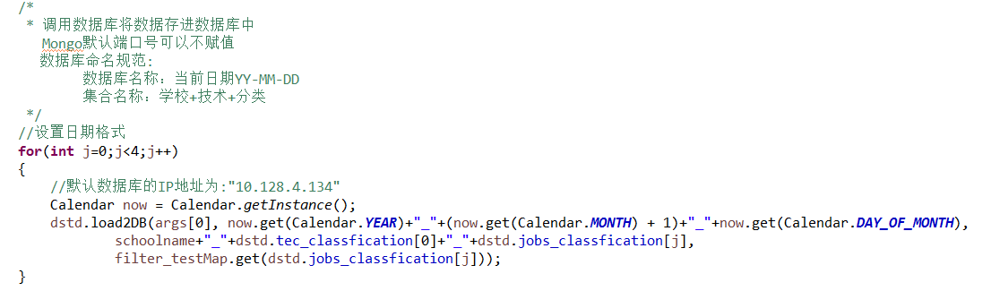 /*
* 调用数据库将数据存进数据库中
Mongo默认端口号可以不赋值
数据库命名规范:
数据库名称：当前日期YY-MM-DD
集合名称：学校+技术+分类
*/
//设置日期格式
for(int j=0;j<4;j++)
{
//默认数据库的IP地址为:"10.128.4.134"
Calendar now = Calendar.getInstance();
dstd.load2DB(args[0], now.get(Calendar.YEAR)+"_"+(now.get(Calendar.MONTH) + 1)+"_"+now.get(Calendar.DAY_OF_MONTH),
schoolname+"_"+dstd.tec_classfication[0]+"_"+dstd.jobs_classfication[j],
filter_testMap.get(dstd.jobs_classfication[j]));
}